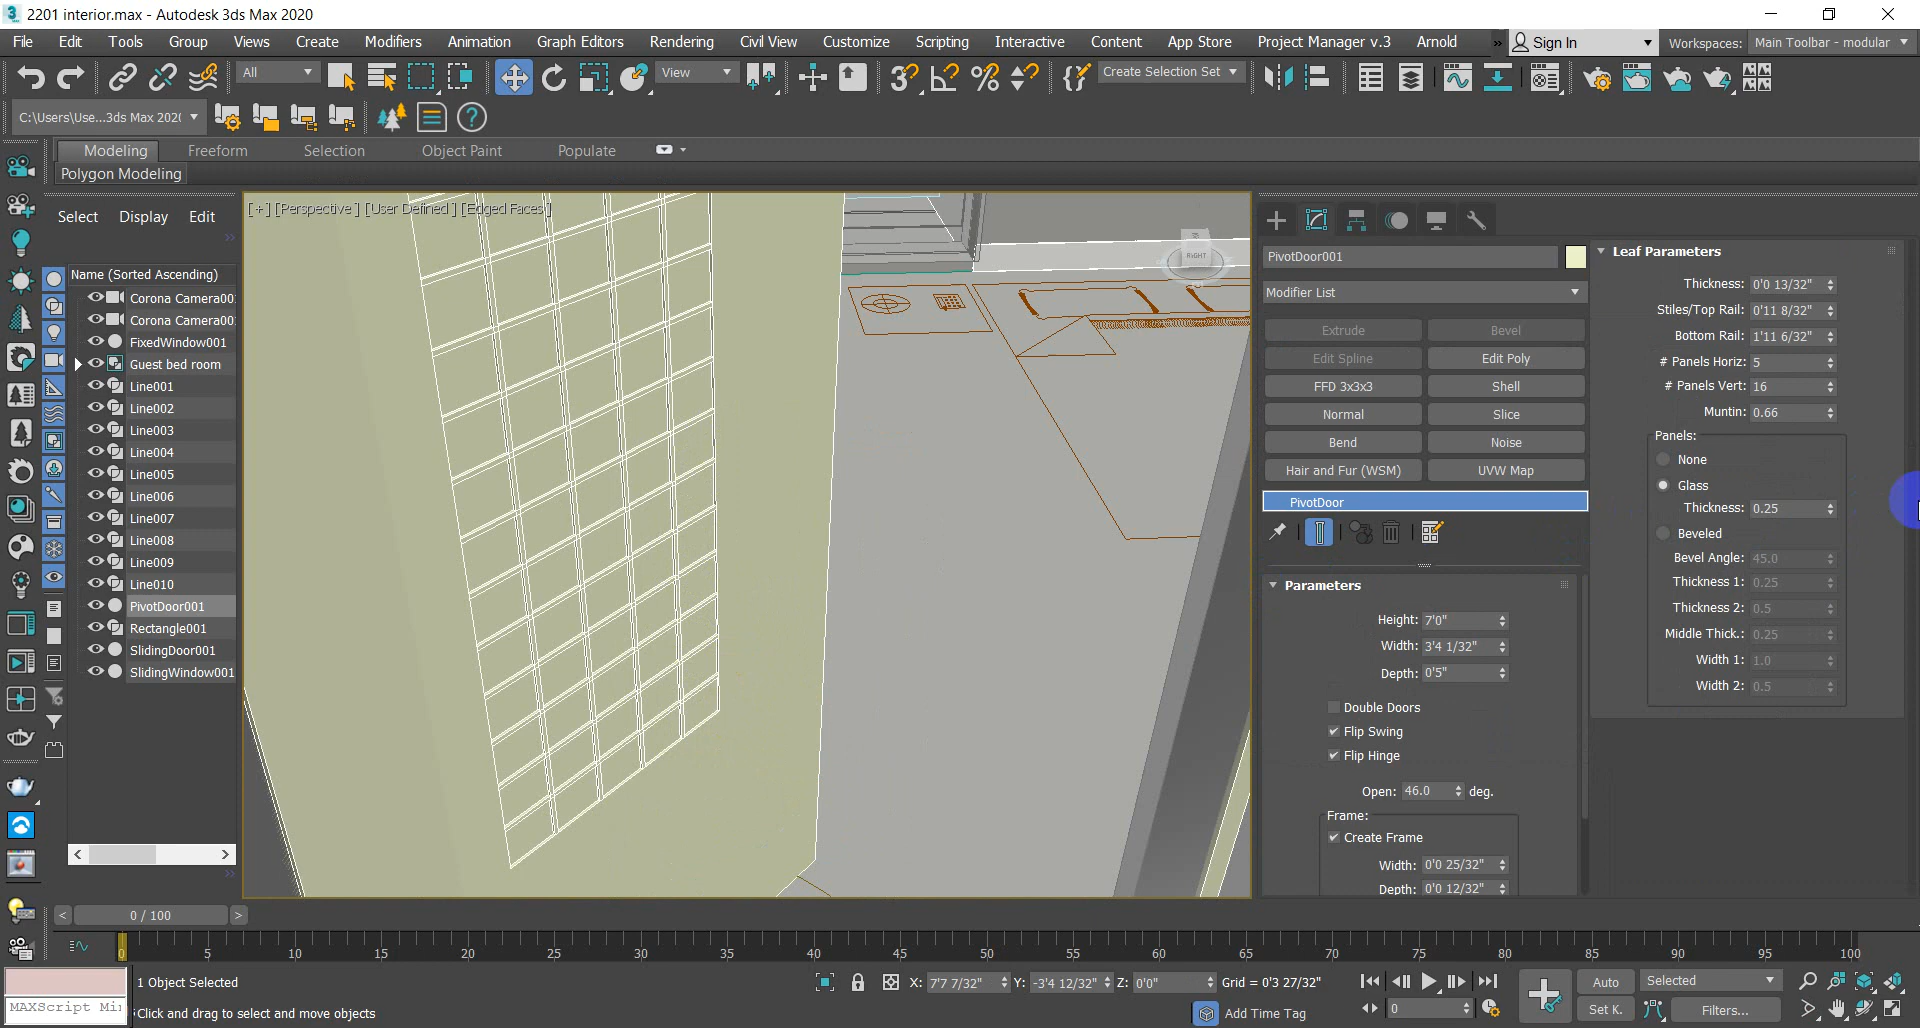 2201 interior.max - Autodesk 3ds Max 2020
File Edit Tools Group Views Create Modifiers Animation Graph Editors Rendering Civil View Customize Scripting Interactive Content App Store Project Manager v.3 Arnold » Sign In Workspaces: Main Toolbar - modular
All View Create Selection Set
C:\Users\Use...3ds Max 202(
Modeling Freeform Selection Object Paint Populate
Polygon Modeling
Select Display Edit
[ + ] [Perspective ] [User Defined ] [Edged Faces ]
RIGHT
Name (Sorted Ascending)
Corona Camera00
Corona Camera00
FixedWindow001
Guest bed room
Line001
Line002
Line003
Line004
Line005
Line006
Line007
Line008
Line009
Line010
PivotDoor001
Rectangle001
SlidingDoor001
SlidingWindow001
PivotDoor001
Modifier List
Extrude Bevel
Edit Spline Edit Poly
FFD 3x3x3 Shell
Normal Slice
Bend Noise
Hair and Fur (WSM) UVW Map
PivotDoor
Parameters
Height: 7'0"
Width: 3'4 1/32"
Depth: 0'5"
Double Doors
Flip Swing
Flip Hinge
Open: 46.0 deg.
Frame:
Create Frame
Width: 0'0 25/32"
Depth: 0'0 12/32"
Leaf Parameters
Thickness: 0'0 13/32"
Stiles/Top Rail: 0'11 8/32"
Bottom Rail: 1'11 6/32"
# Panels Horiz: 5
# Panels Vert: 16
Muntin: 0.66
Panels:
None
Glass
Thickness: 0.25
Beveled
Bevel Angle: 45.0
Thickness 1: 0.25
Thickness 2: 0.5
Middle Thick.: 0.25
Width 1: 1.0
Width 2: 0.5
< 0 / 100 >
0 5 10 15 20 25 30 35 40 45 50 55 60 65 70 75 80 85 90 95 100
1 Object Selected X: 7'7 7/32" Y: -3'4 12/32" Z: 0'0" Grid = 0'3 27/32" Auto Selected
MAXScript Mi Click and drag to select and move objects Add Time Tag 0 Set K. Filters...